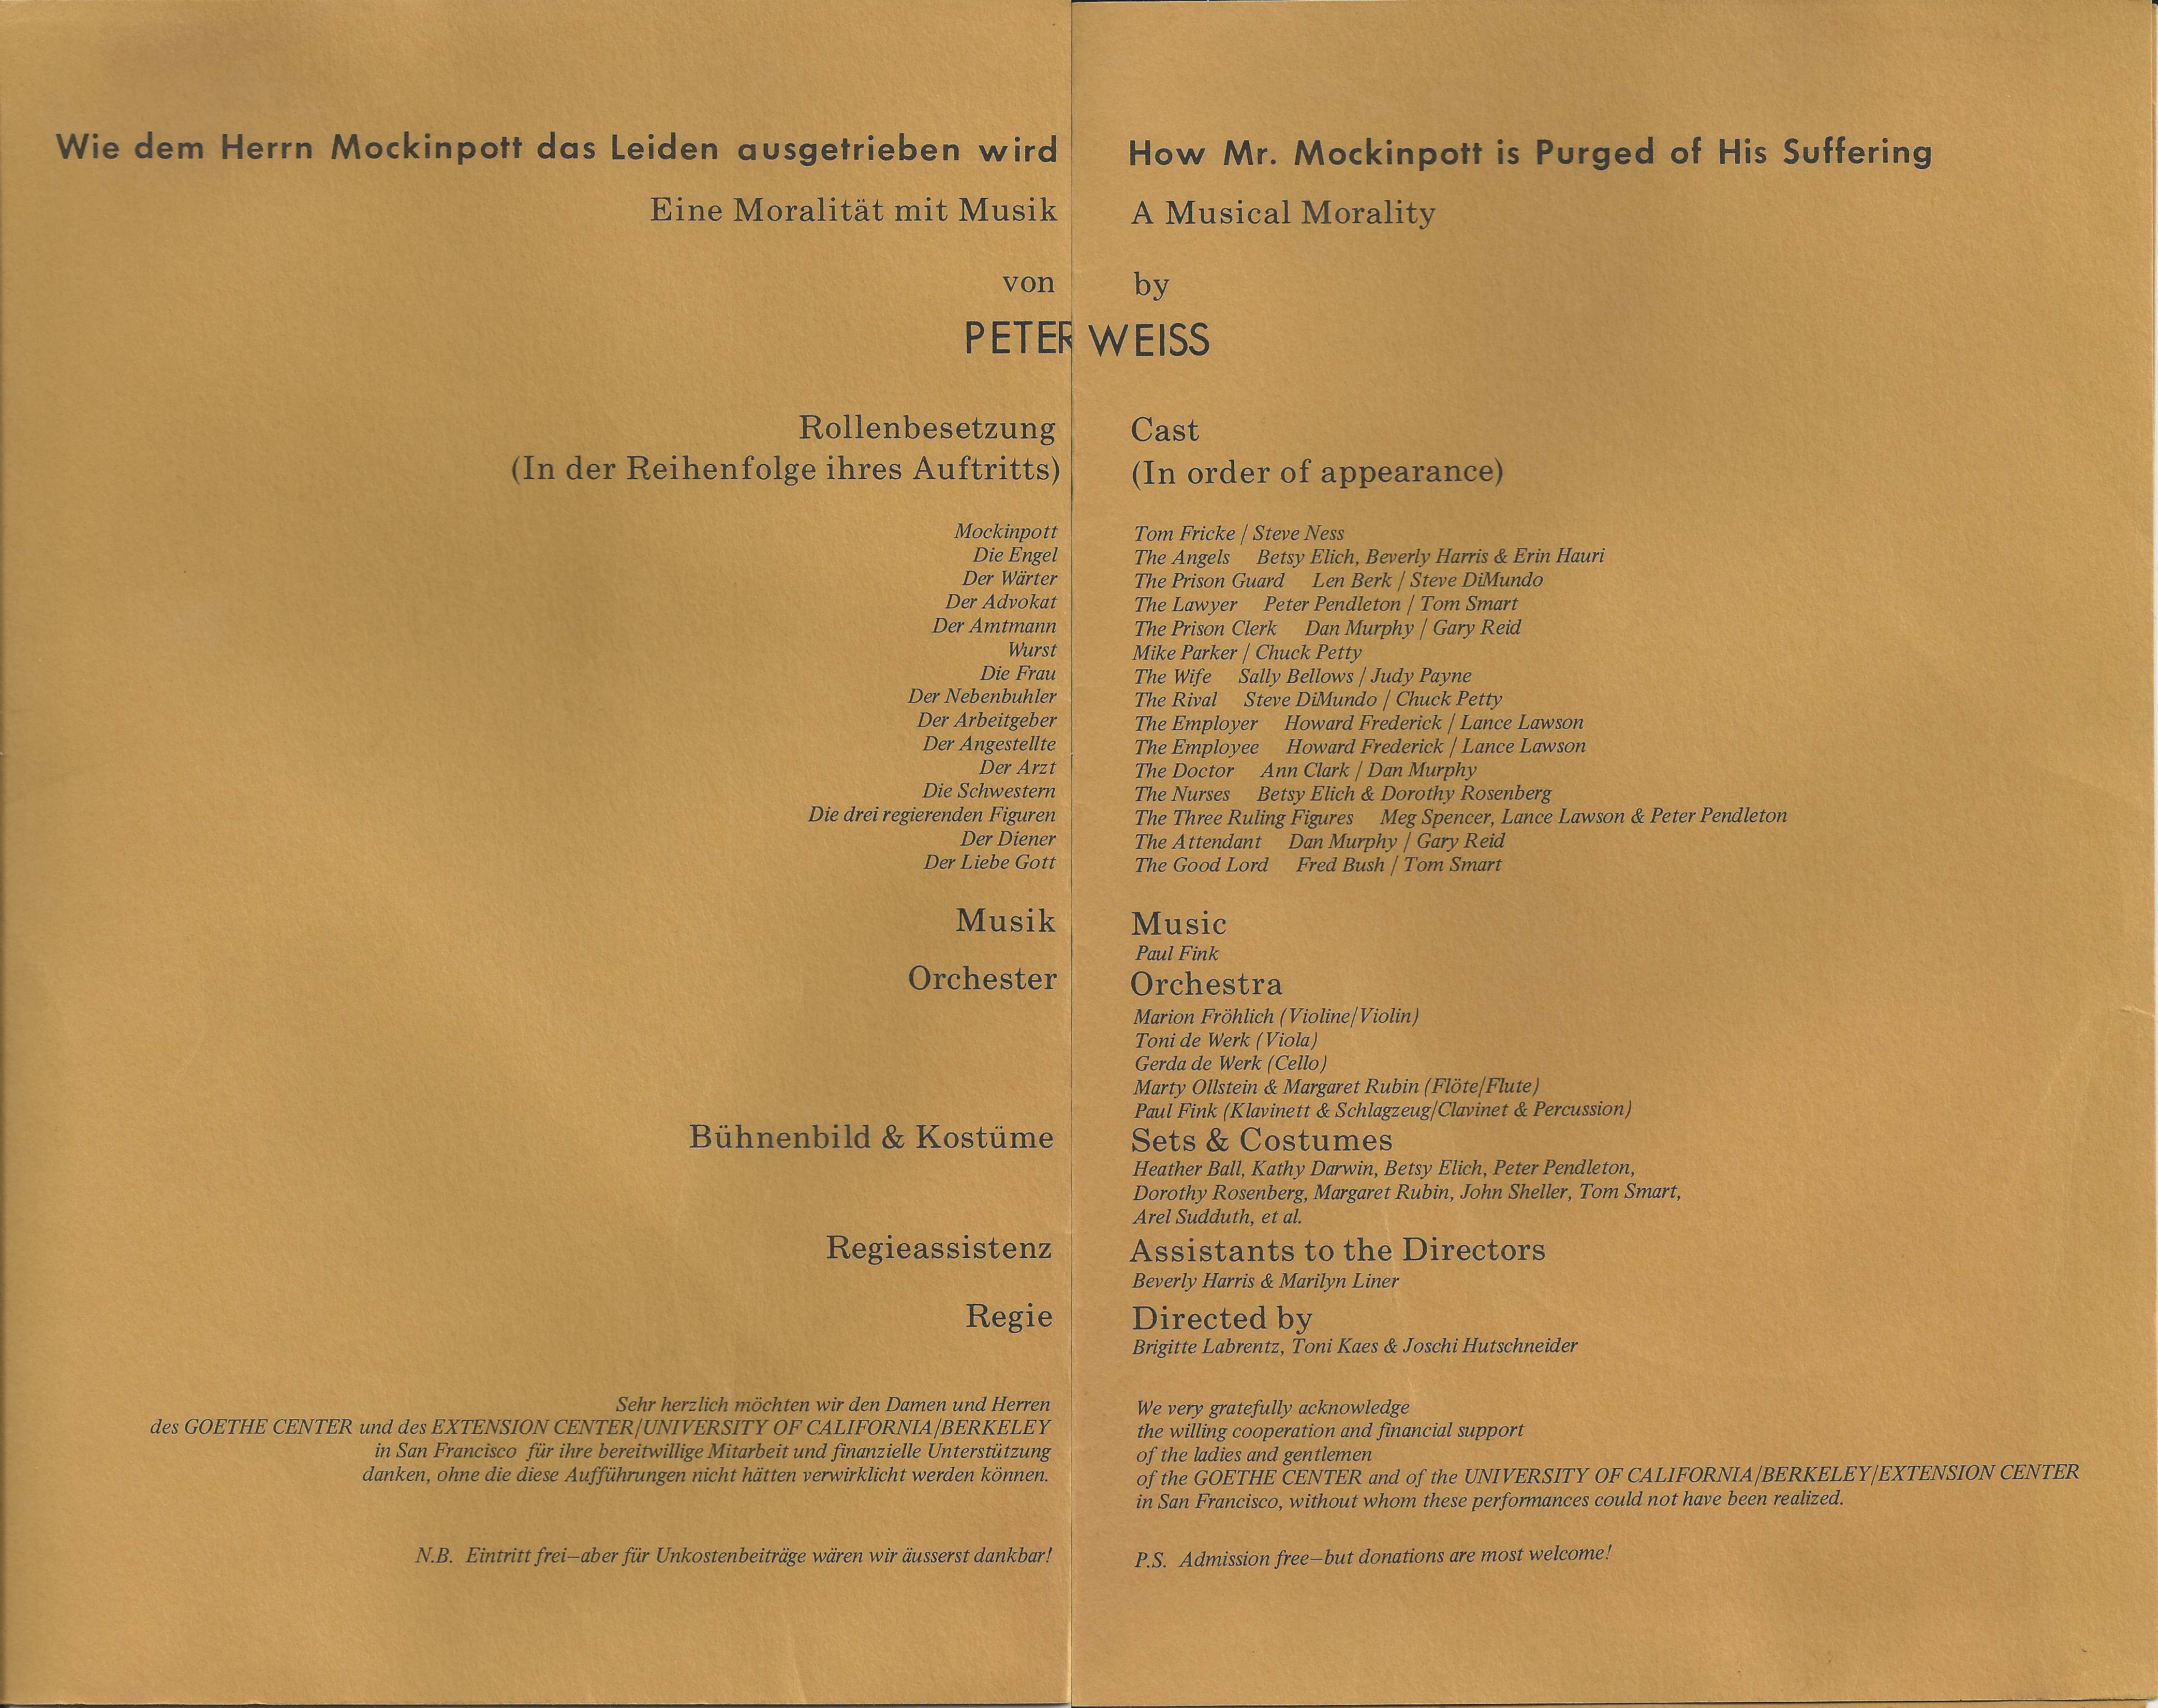 Wie dem Herrn Mockinpott das Leiden ausgetrieben wird
Eine Moralität mit Musik
von
PETER WEISS
Rollenbesetzung
(In der Reihenfolge ihres Auftritts)
Mockinpott
Die Engel
Der Wärter
Der Advokat
Der Amtmann
Wurst
Die Frau
Der Nebenbuhler
Der Arbeitgeber
Der Angestellte
Der Arzt
Die Schwestern
Die drei regierenden Figuren
Der Diener
Der Liebe Gott
Musik
Orchester
Bühnenbild & Kostüme
Regieassistenz
Regie
Sehr herzlich möchten wir den Damen und Herren
des GOETHE CENTER und des EXTENSION CENTER/UNIVERSITY OF CALIFORNIA/BERKELEY
in San Francisco für ihre bereitwillige Mitarbeit und finanzielle Unterstützung
danken, ohne die diese Aufführungen nicht hätten verwirklicht werden können.
N.B. Eintritt frei—aber für Unkostenbeiträge wären wir äusserst dankbar!
How Mr. Mockinpott is Purged of His Suffering
A Musical Morality
by
Cast
(In order of appearance)
Tom Fricke / Steve Ness
The Angels Betsy Elich, Beverly Harris & Erin Hauri
The Prison Guard Len Berk / Steve DiMundo
The Lawyer Peter Pendleton / Tom Smart
The Prison Clerk Dan Murphy / Gary Reid
Mike Parker / Chuck Petty
The Wife Sally Bellows / Judy Payne
The Rival Steve DiMundo / Chuck Petty
The Employer Howard Frederick / Lance Lawson
The Employee Howard Frederick / Lance Lawson
The Doctor Ann Clark / Dan Murphy
The Nurses Betsy Elich & Dorothy Rosenberg
The Three Ruling Figures Meg Spencer, Lance Lawson & Peter Pendleton
The Attendant Dan Murphy / Gary Reid
The Good Lord Fred Bush / Tom Smart
Music
Paul Fink
Orchestra
Marion Fröhlich (Violine/Violin)
Toni de Werk (Viola)
Gerda de Werk (Cello)
Marty Ollstein & Margaret Rubin (Flöte/Flute)
Paul Fink (Klavinett & Schlagzeug/Clavinet & Percussion)
Sets & Costumes
Heather Ball, Kathy Darwin, Betsy Elich, Peter Pendleton,
Dorothy Rosenberg, Margaret Rubin, John Sheller, Tom Smart,
Arel Sudduth, et al.
Assistants to the Directors
Beverly Harris & Marilyn Liner
Directed by
Brigitte Labrentz, Toni Kaes & Joschi Hutschneider
We very gratefully acknowledge
the willing cooperation and financial support
of the ladies and gentlemen
of the GOETHE CENTER and of the UNIVERSITY OF CALIFORNIA/BERKELEY/EXTENSION CENTER
in San Francisco, without whom these performances could not have been realized.
P.S. Admission free—but donations are most welcome!